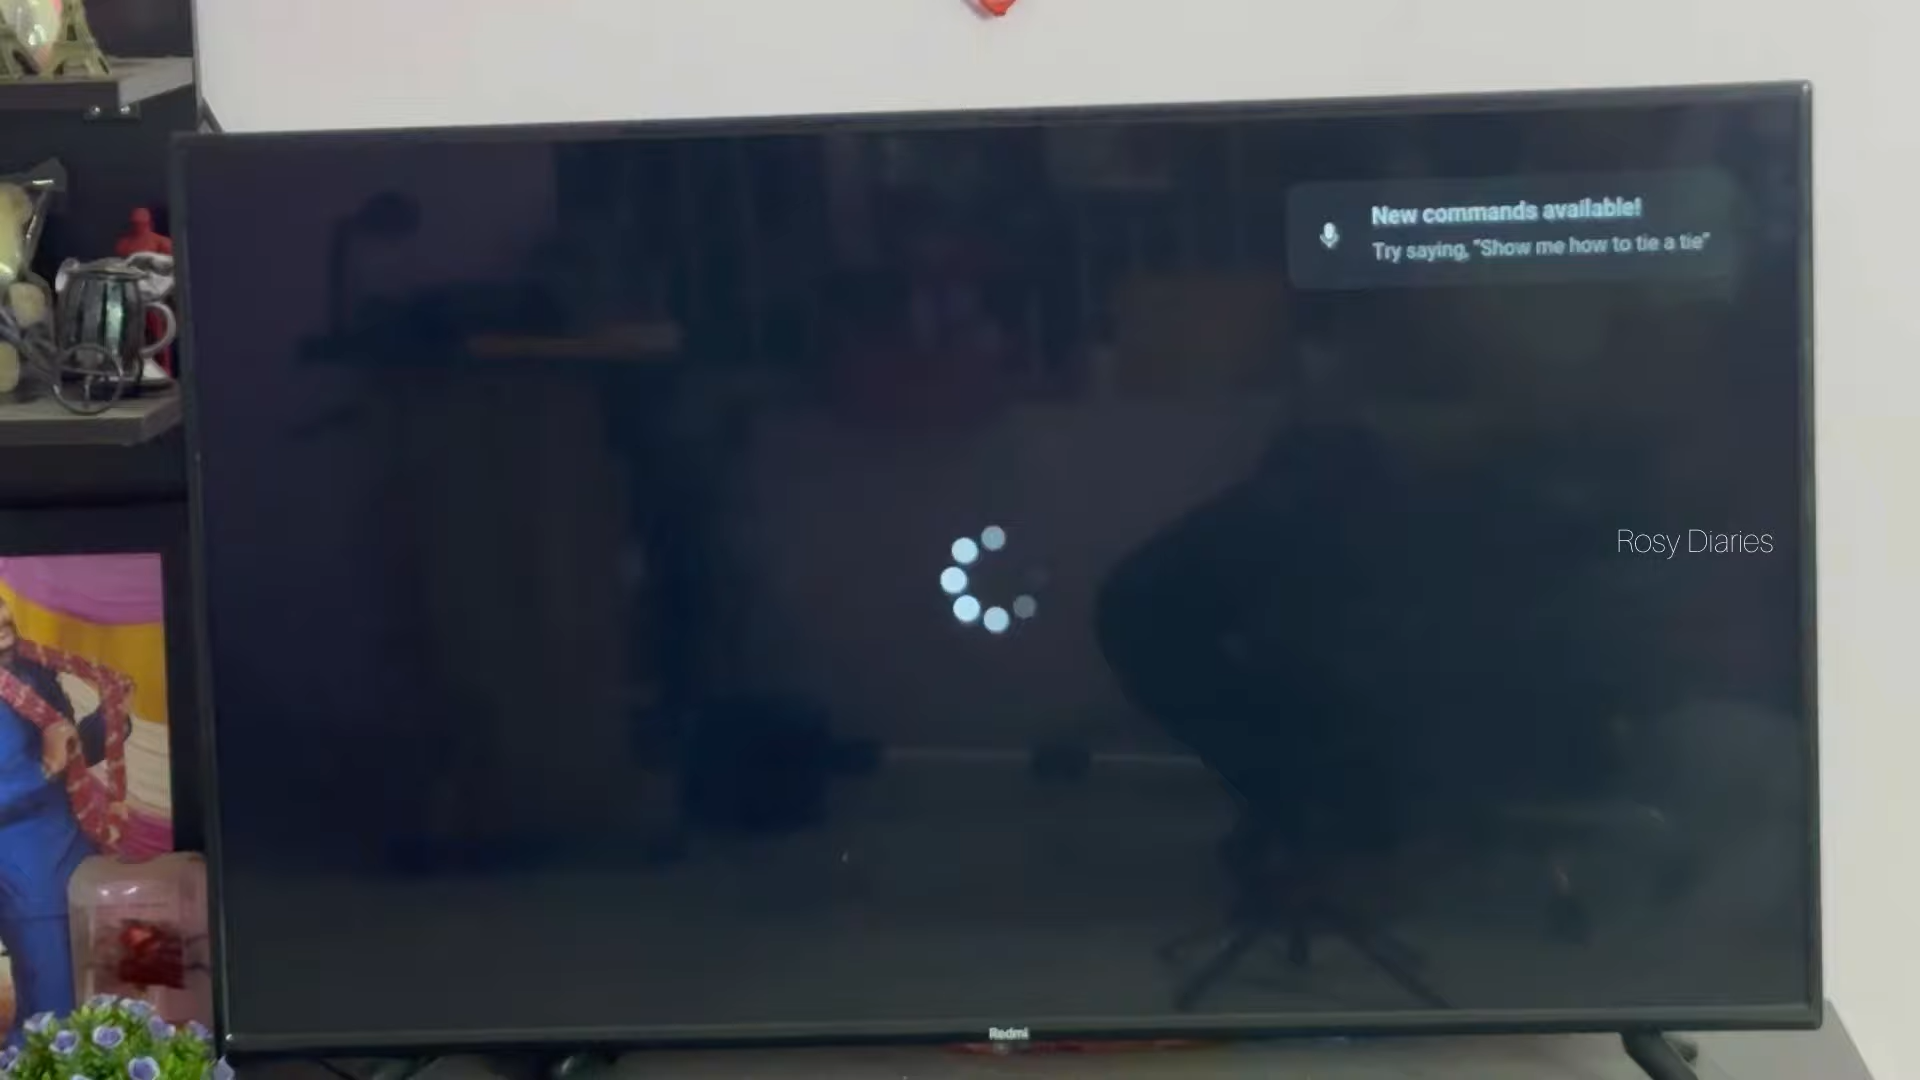 New commands available!
Try saying, "Show me how to tie a tie"
Rosy Diaries
Redmi